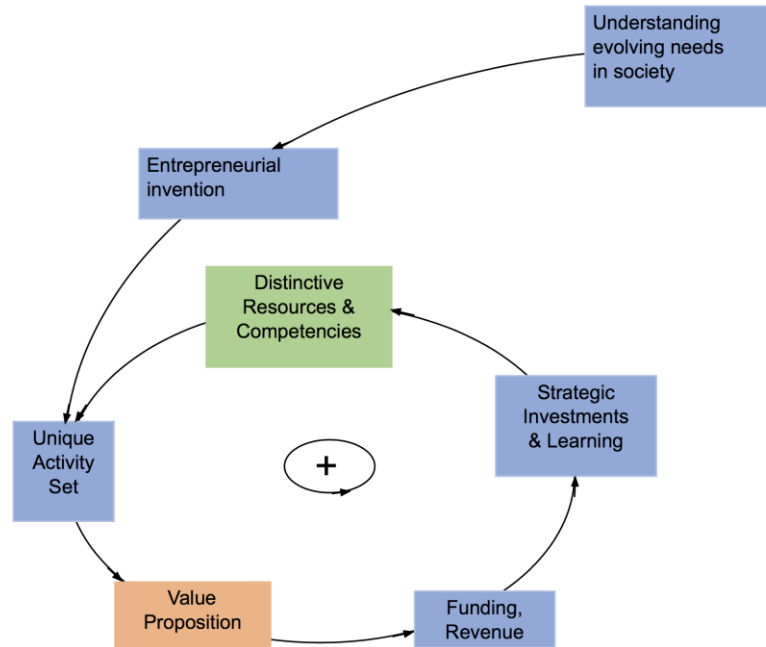 Understanding
evolving needs
in society
Entrepreneurial
invention
Distinctive
Resources &
Competencies
Strategic
Investments
& Learning
Unique
Activity
Set
+
Value
Proposition
Funding,
Revenue